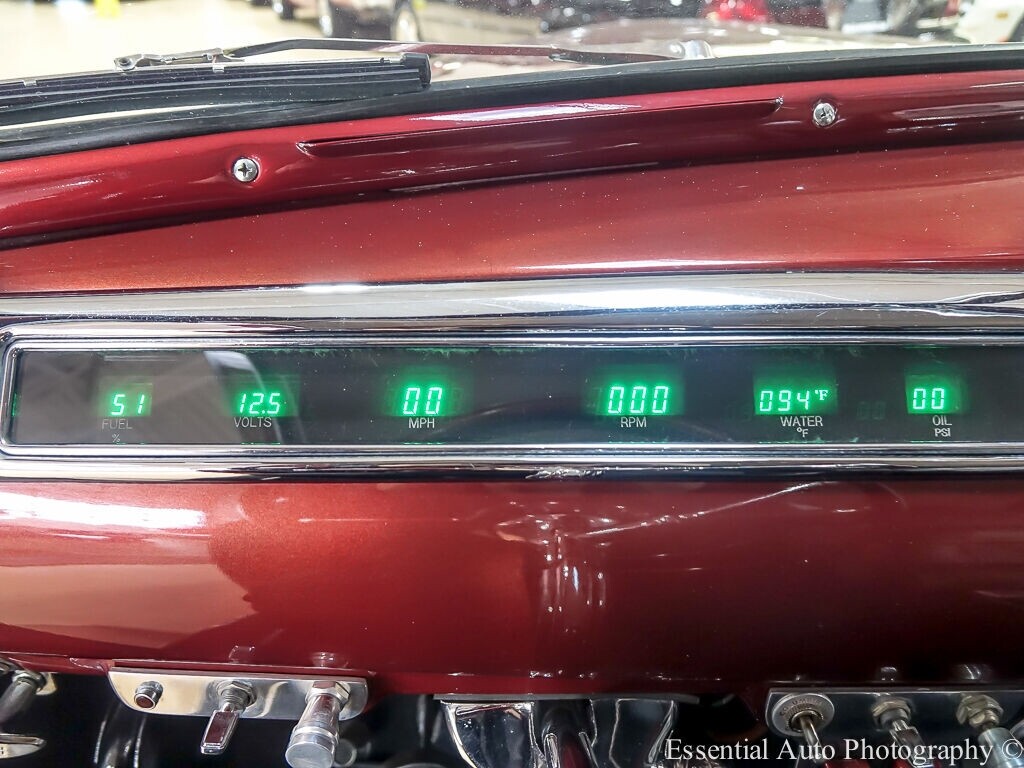 51 12.5 00 000 094°F 00
FUEL VOLTS MPH RPM WATER OIL
% °F PSI
Essential Auto Photography ©